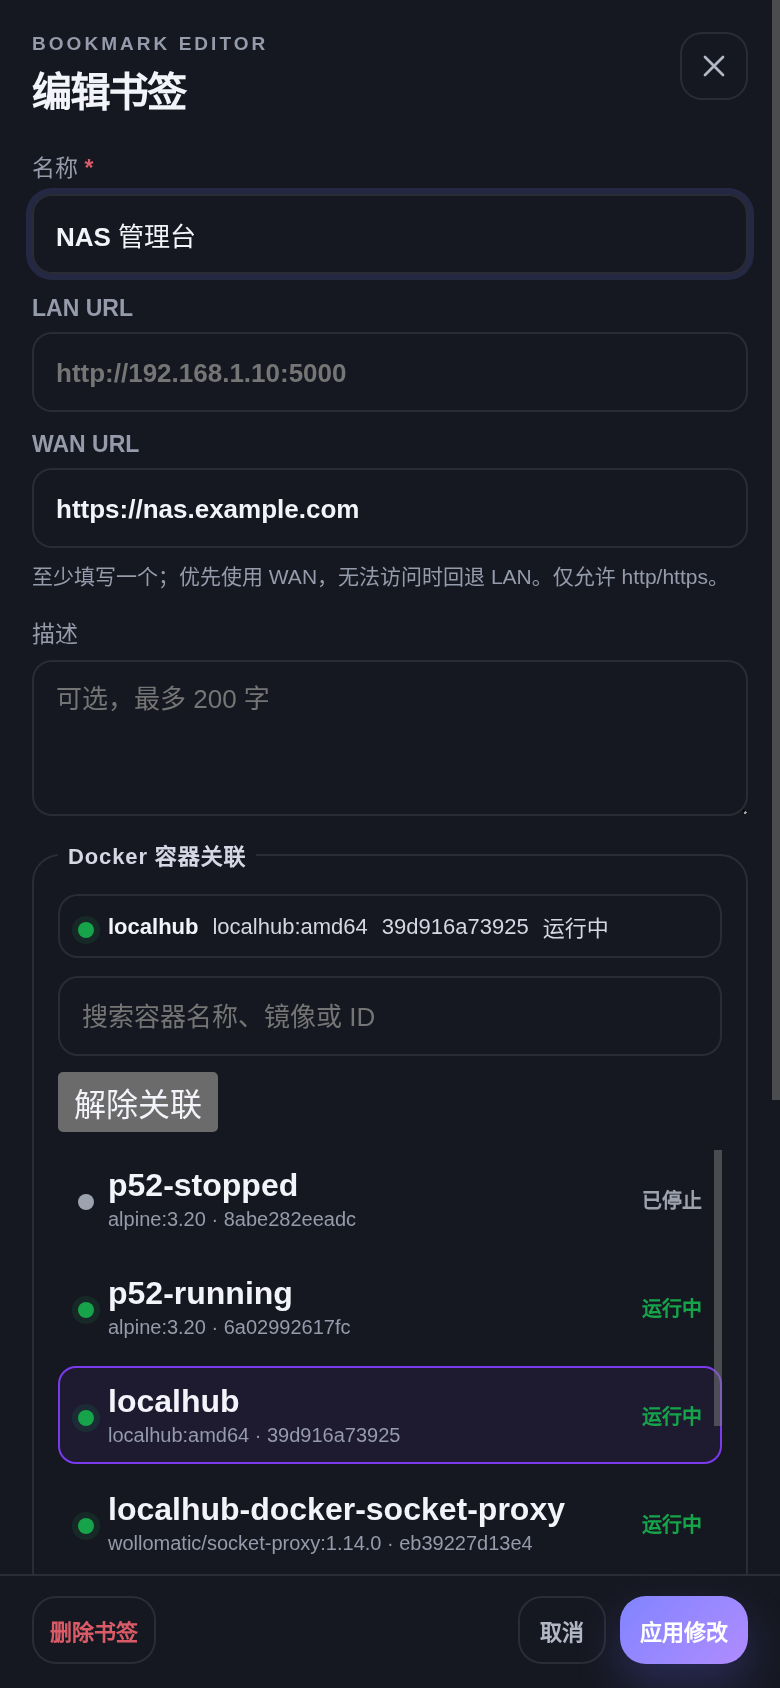 BOOKMARK EDITOR
编辑书签
名称 *
NAS 管理台
LAN URL
http://192.168.1.10:5000
WAN URL
https://nas.example.com
至少填写一个；优先使用 WAN，无法访问时回退 LAN。仅允许 http/https。
描述
可选，最多 200 字
Docker 容器关联
localhub localhub:amd64 39d916a73925 运行中
搜索容器名称、镜像或 ID
解除关联
p52-stopped
alpine:3.20 · 8abe282eeadc
已停止
p52-running
alpine:3.20 · 6a02992617fc
运行中
localhub
localhub:amd64 · 39d916a73925
运行中
localhub-docker-socket-proxy
wollomatic/socket-proxy:1.14.0 · eb39227d13e4
运行中
删除书签
取消
应用修改